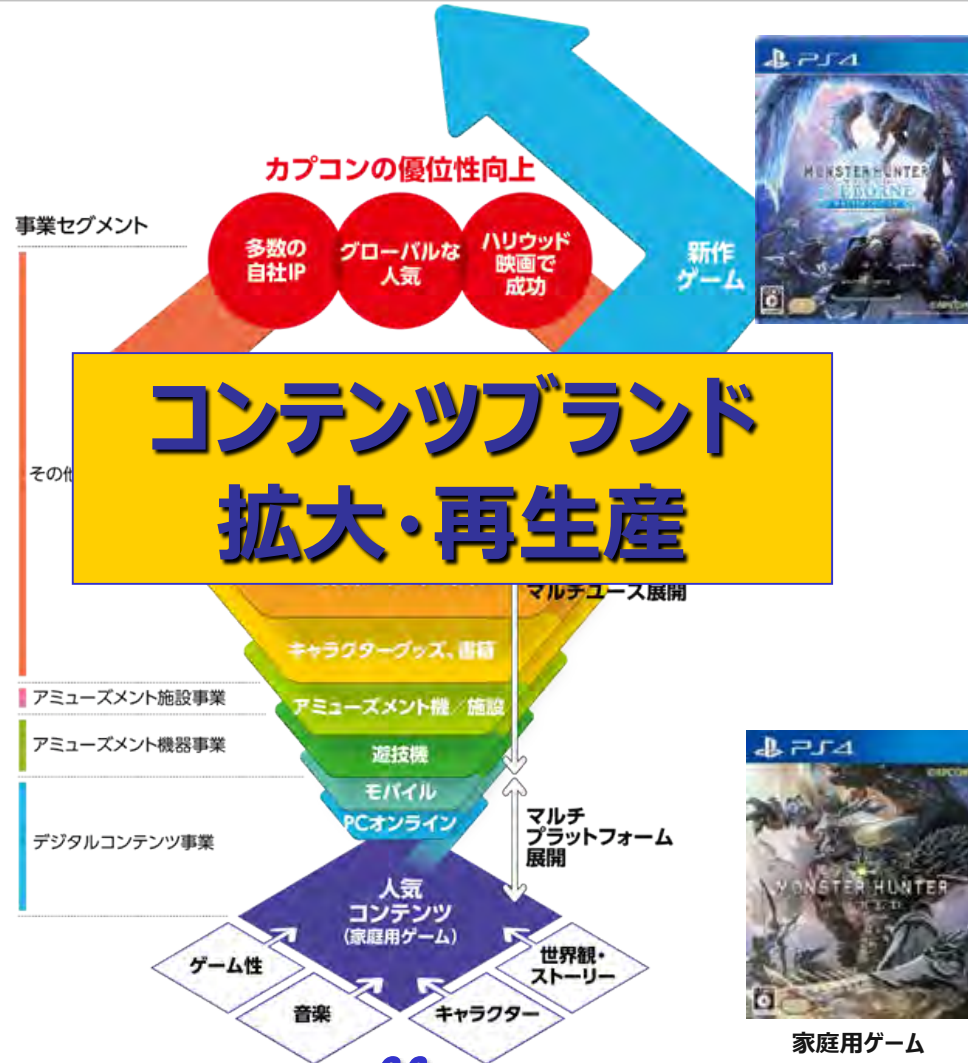 PS4
MONSTER HUNTER
ICEBORNE
カプコンの優位性向上
事業セグメント
多数の
自社IP
グローバルな
人気
ハリウッド
映画で
成功
新作
ゲーム
CAPCOM
コンテンツブランド
拡大・再生産
その他
マルチユース展開
キャラクターグッズ、書籍
アミューズメント施設事業
アミューズメント機/施設
アミューズメント機器事業
遊技機
モバイル
PCオンライン
デジタルコンテンツ事業
マルチ
プラットフォーム
展開
人気
コンテンツ
(家庭用ゲーム)
ゲーム性
音楽
キャラクター
世界観・
ストーリー
PS4
CAPCOM
MONSTER HUNTER
家庭用ゲーム